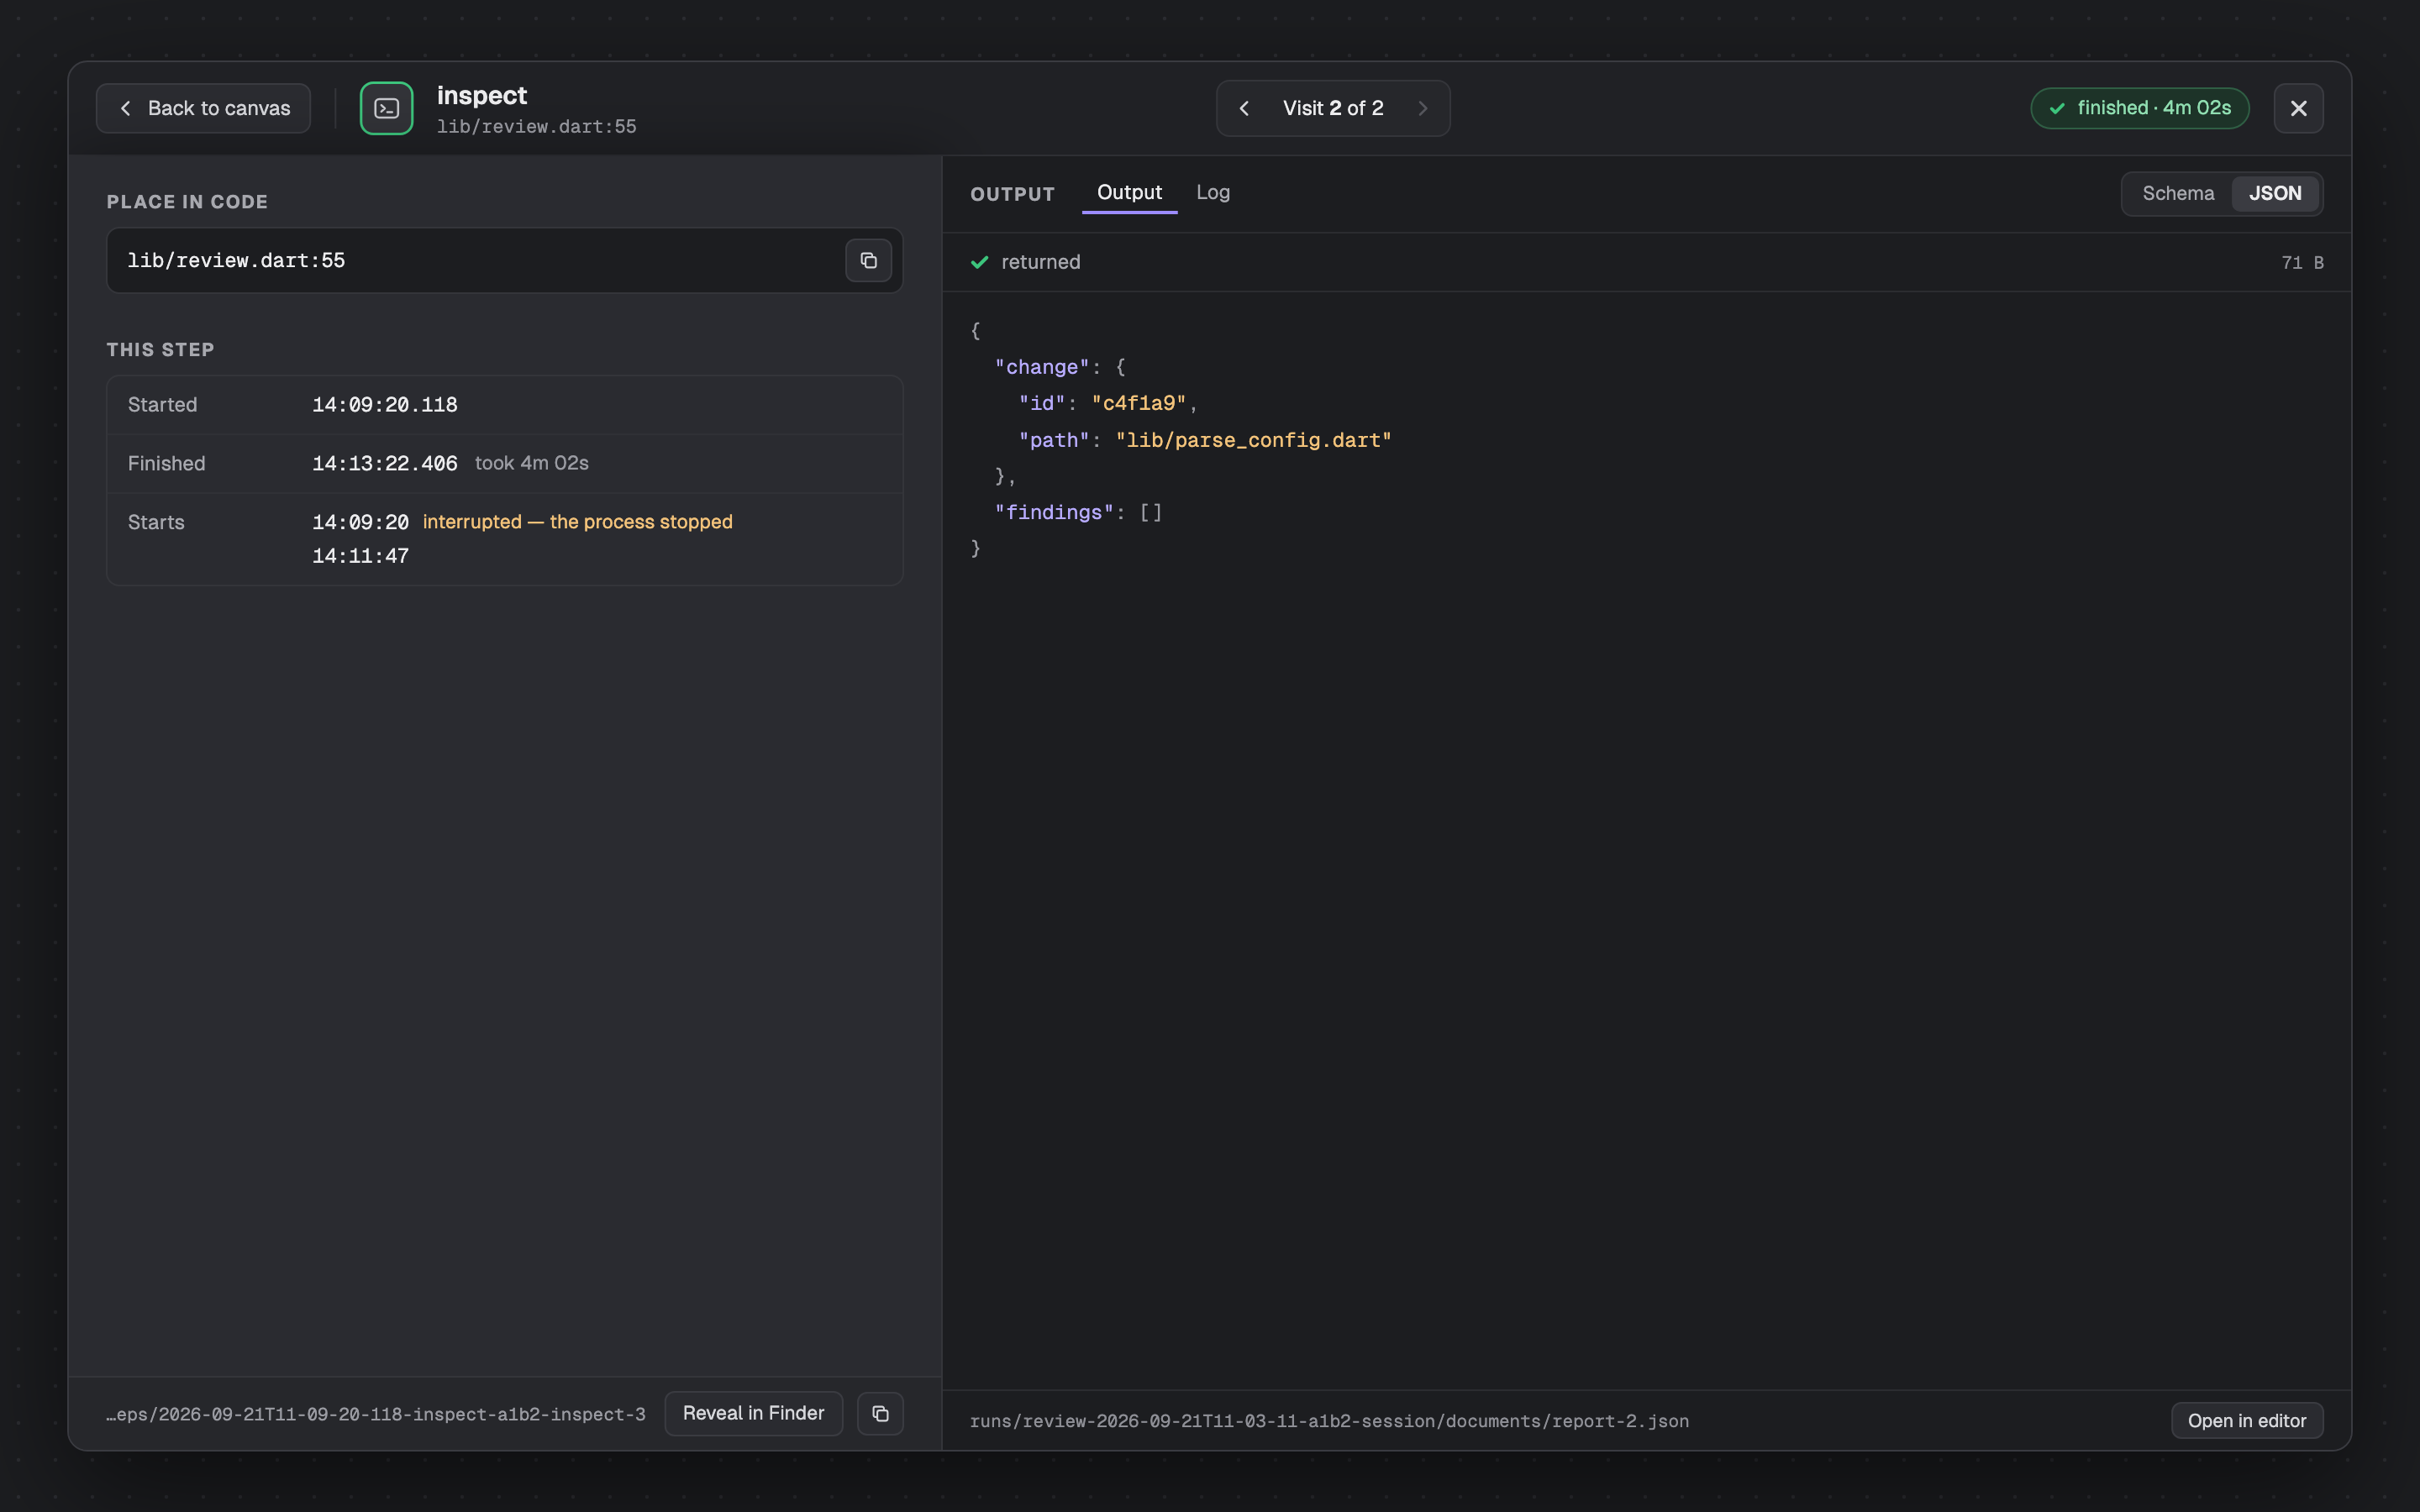 Back to canvas
inspect
lib/review.dart:55
Visit 2 of 2
finished · 4m 02s
PLACE IN CODE
lib/review.dart:55
THIS STEP
Started 14:09:20.118
Finished 14:13:22.406 took 4m 02s
Starts 14:09:20 interrupted — the process stopped
14:11:47
…eps/2026-09-21T11-09-20-118-inspect-a1b2-inspect-3
Reveal in Finder
OUTPUT Output Log
Schema JSON
returned
71 B
{
"change": {
"id": "c4f1a9",
"path": "lib/parse_config.dart"
},
"findings": []
}
runs/review-2026-09-21T11-03-11-a1b2-session/documents/report-2.json
Open in editor